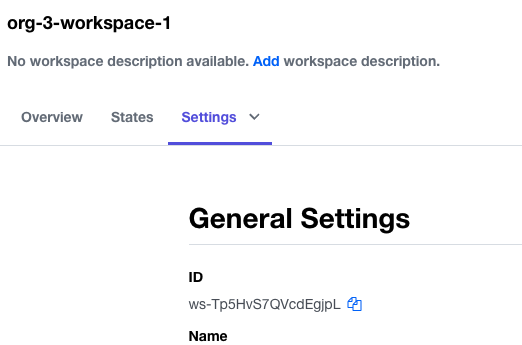 org-3-workspace-1
No workspace description available. Add workspace description.
Overview States Settings
General Settings
ID
ws-Tp5HvS7QVcdEgjpL
Name